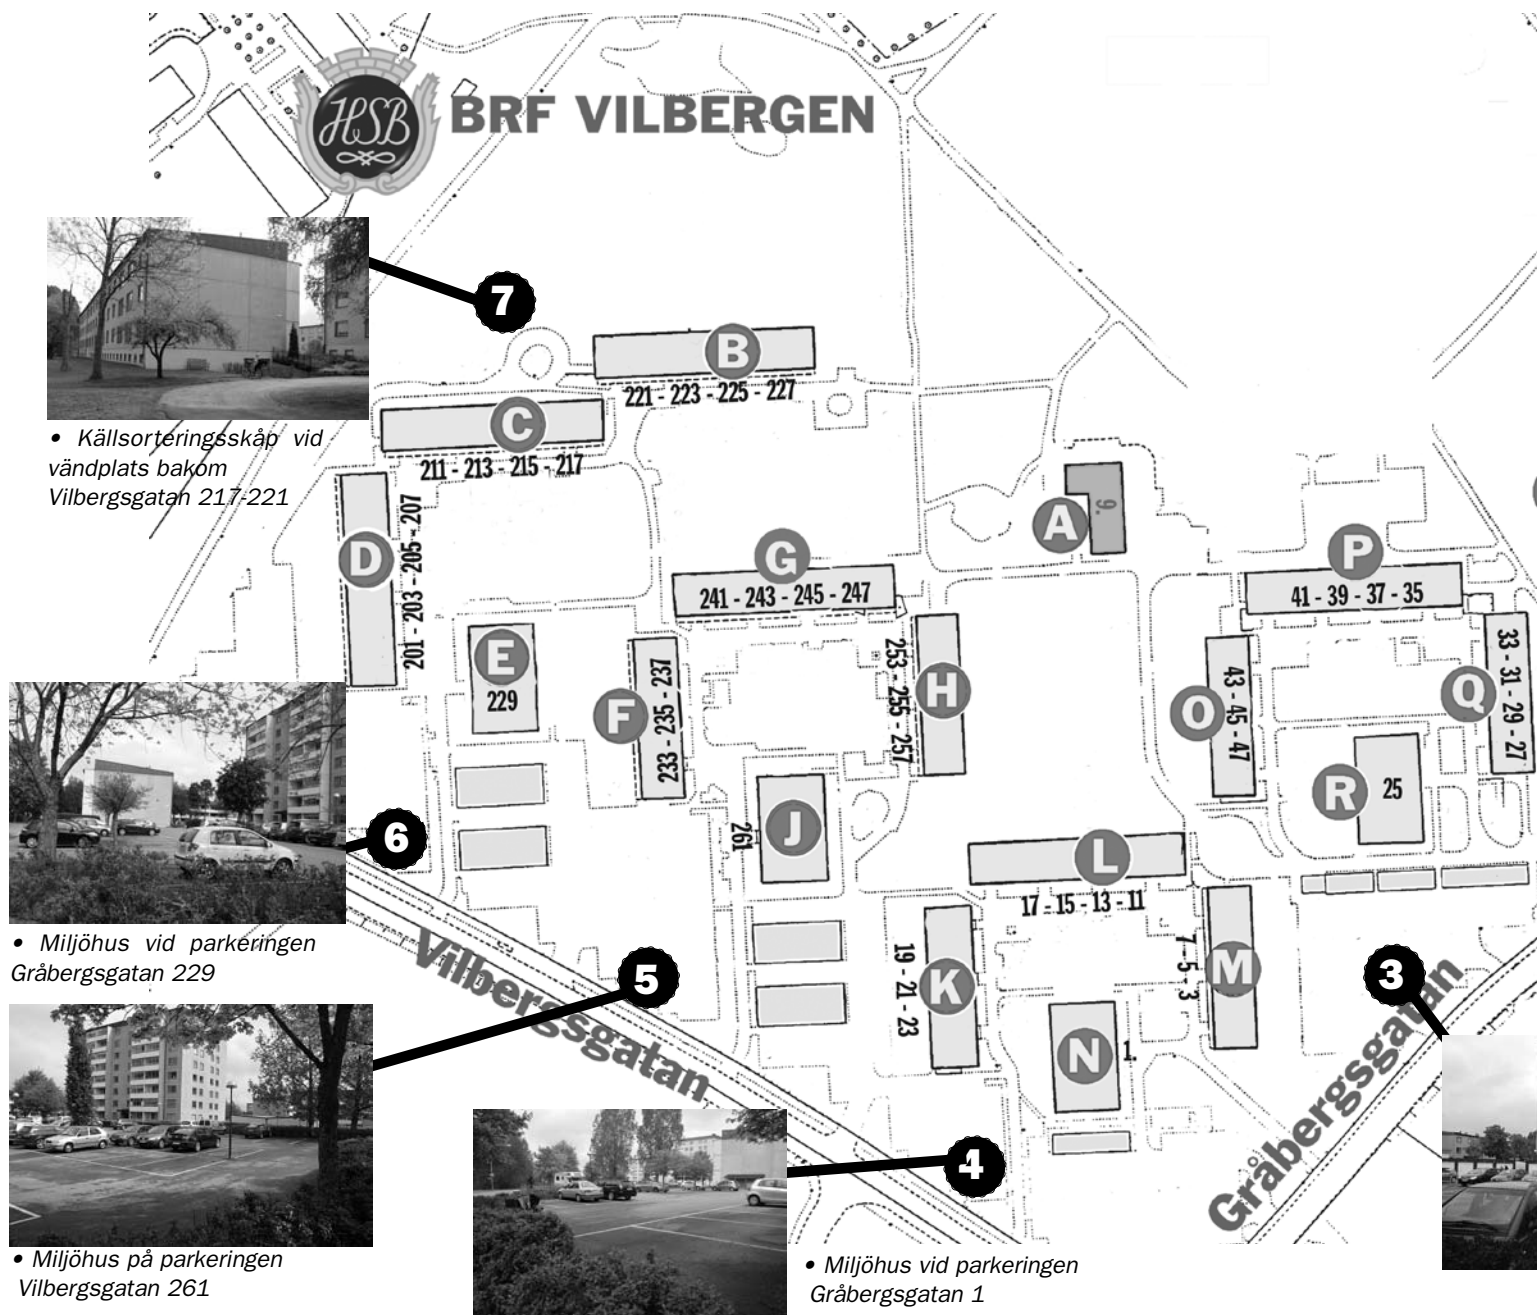 HSB
BRF VILBERGEN
7
• Källsorteringsskåp vid
vändplats bakom
Vilbergsgatan 217-221
B
221 - 223 - 225 - 227
C
211 - 213 - 215 - 217
D
201 - 203 - 205 - 207
A
9.
G
241 - 243 - 245 - 247
P
41 - 39 - 37 - 35
E
229
F
233 - 235 - 237
H
253 - 255 - 257
O
43 - 45 - 47
Q
33 - 31 - 29 - 27
R
25
J
261
L
17 - 15 - 13 - 11
K
19 - 21 - 23
M
7 - 5 - 3
N
1.
6
• Miljöhus vid parkeringen
Gråbergsgatan 229
5
Vilbergsgatan
3
Gråbergsgatan
4
• Miljöhus på parkeringen
Vilbergsgatan 261
• Miljöhus vid parkeringen
Gråbergsgatan 1